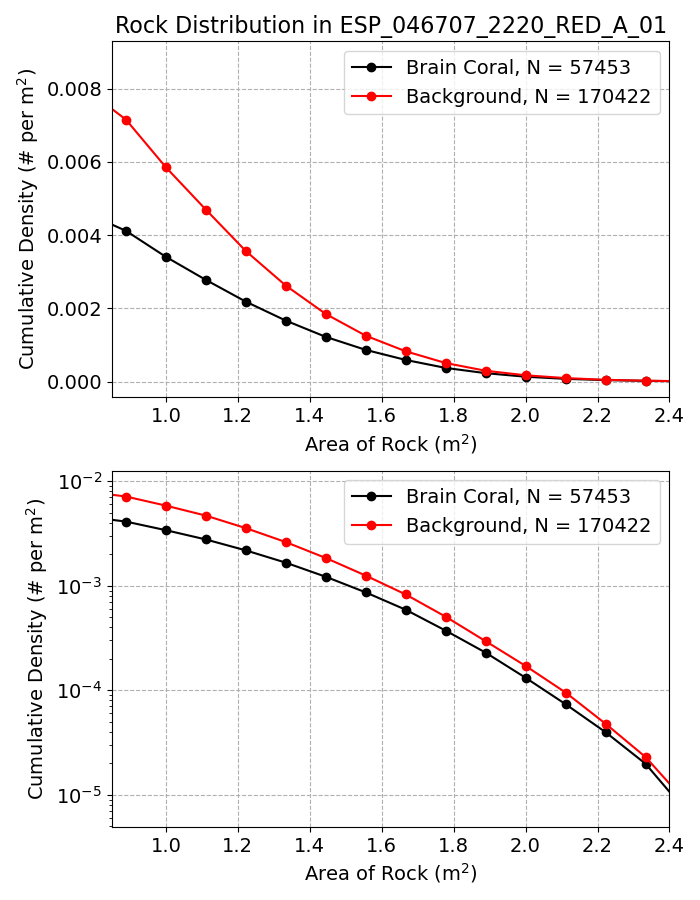 Rock Distribution in ESP_046707_2220_RED_A_01
Cumulative Density (# per m²)
0.008
0.006
0.004
0.002
0.000
Brain Coral, N = 57453
Background, N = 170422
1.0 1.2 1.4 1.6 1.8 2.0 2.2 2.4
Area of Rock (m²)
Cumulative Density (# per m²)
10⁻²
10⁻³
10⁻⁴
10⁻⁵
Brain Coral, N = 57453
Background, N = 170422
1.0 1.2 1.4 1.6 1.8 2.0 2.2 2.4
Area of Rock (m²)